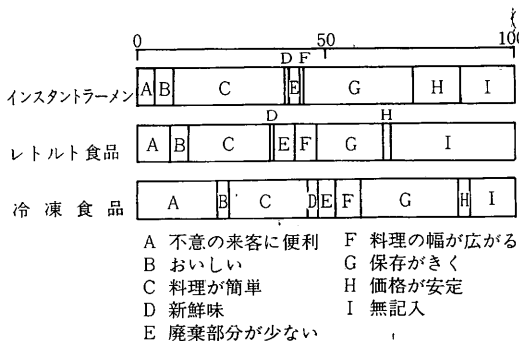 0 50 100
D F
インスタントラーメン A B C E G H I
D H
レトルト食品 A B C E F G I
冷凍食品 A B C D E F G H I
A 不意の来客に便利
B おいしい
C 料理が簡単
D 新鮮味
E 廃棄部分が少ない
F 料理の幅が広がる
G 保存がきく
H 価格が安定
I 無記入